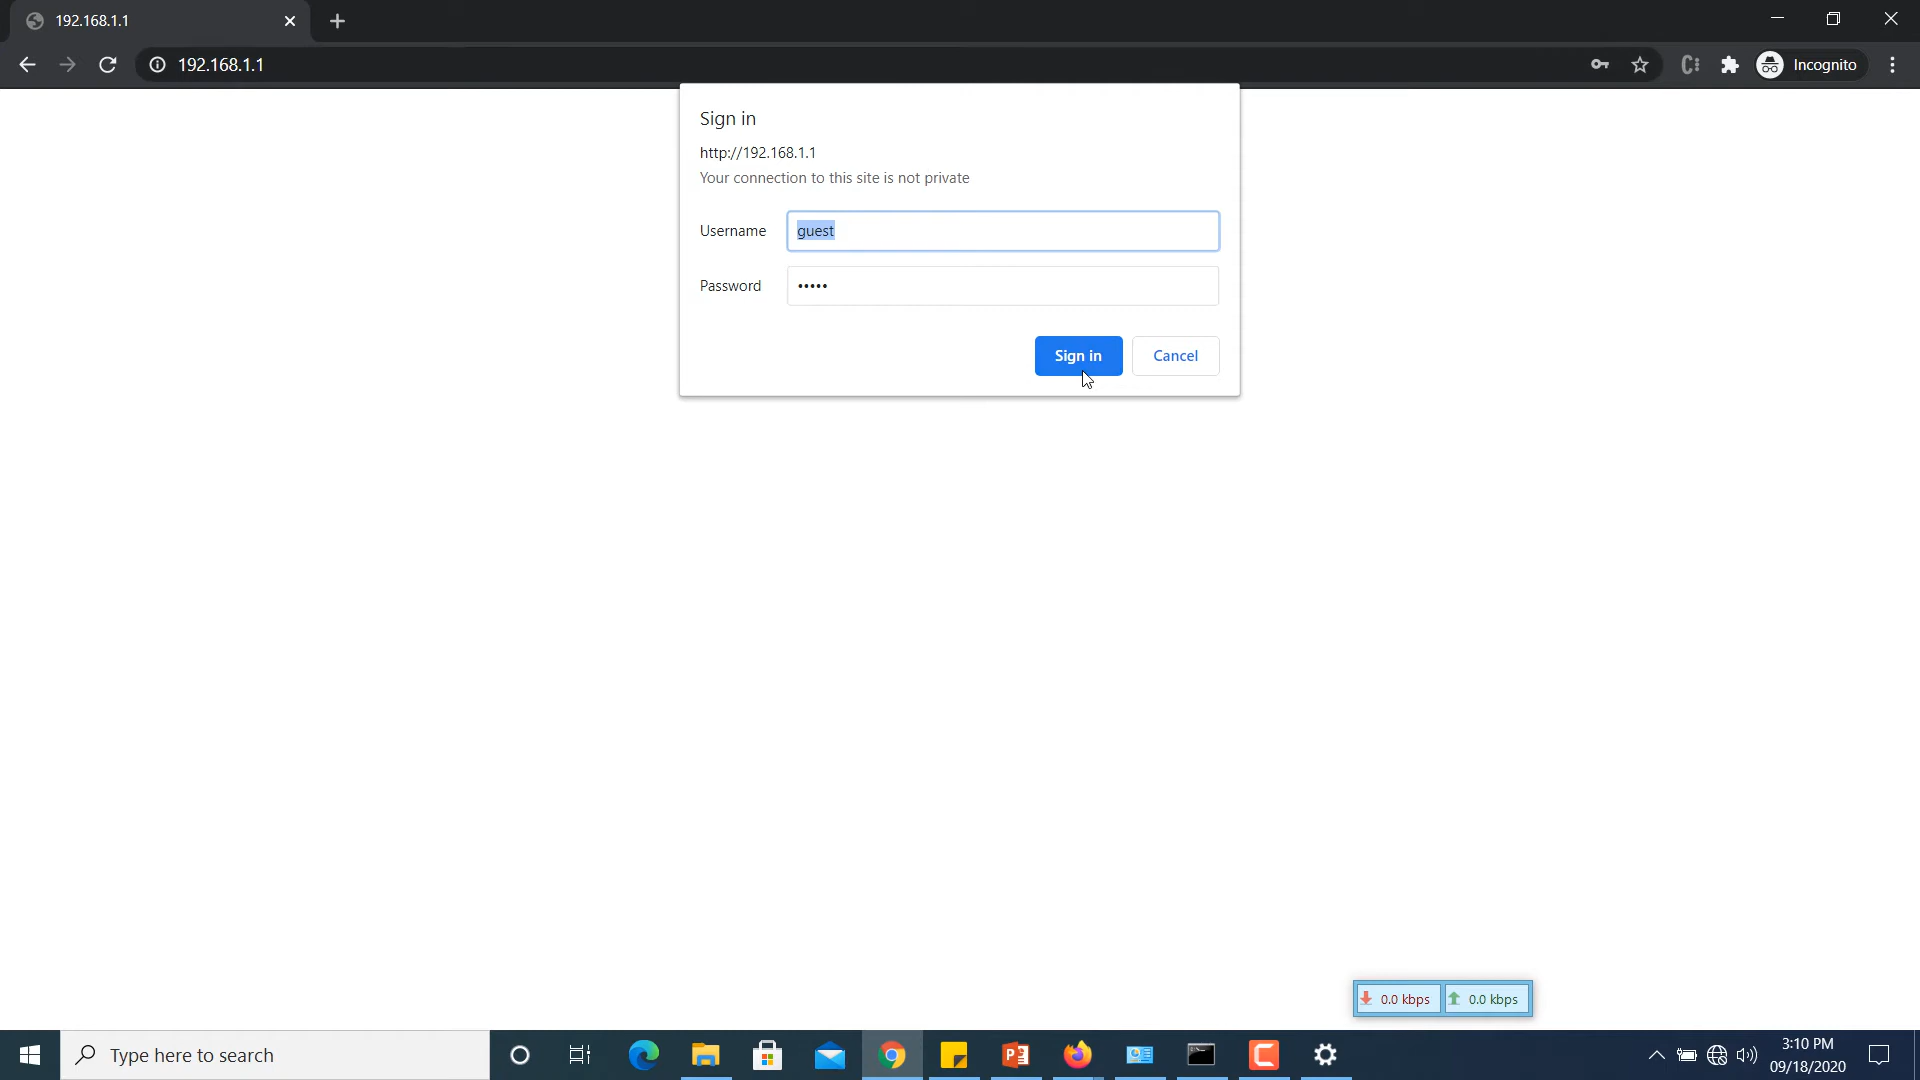 192.168.1.1
192.168.1.1
Incognito
Sign in
http://192.168.1.1
Your connection to this site is not private
Username guest
Password •••••
Sign in Cancel
0.0 kbps 0.0 kbps
Type here to search
3:10 PM
09/18/2020